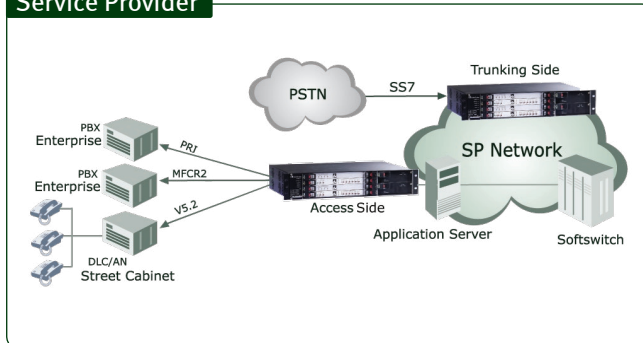 Service Provider
Trunking Side
PSTN
SS7
SP Network
PBX
Enterprise
PRI
PBX
Enterprise
MFCR2
V5.2
Access Side
Application Server
Softswitch
DLC/AN
Street Cabinet